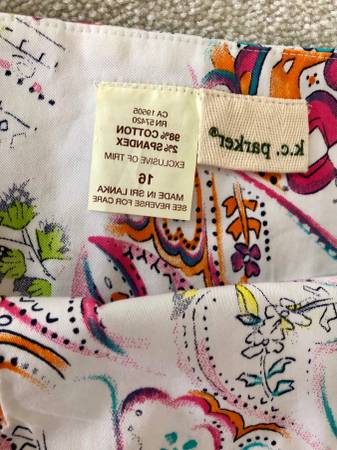 k.c. parker®
CA 19505
RN 57420
98% COTTON
2% SPANDEX
EXCLUSIVE OF TRIM
16
MADE IN SRI LANKA
SEE REVERSE FOR CARE